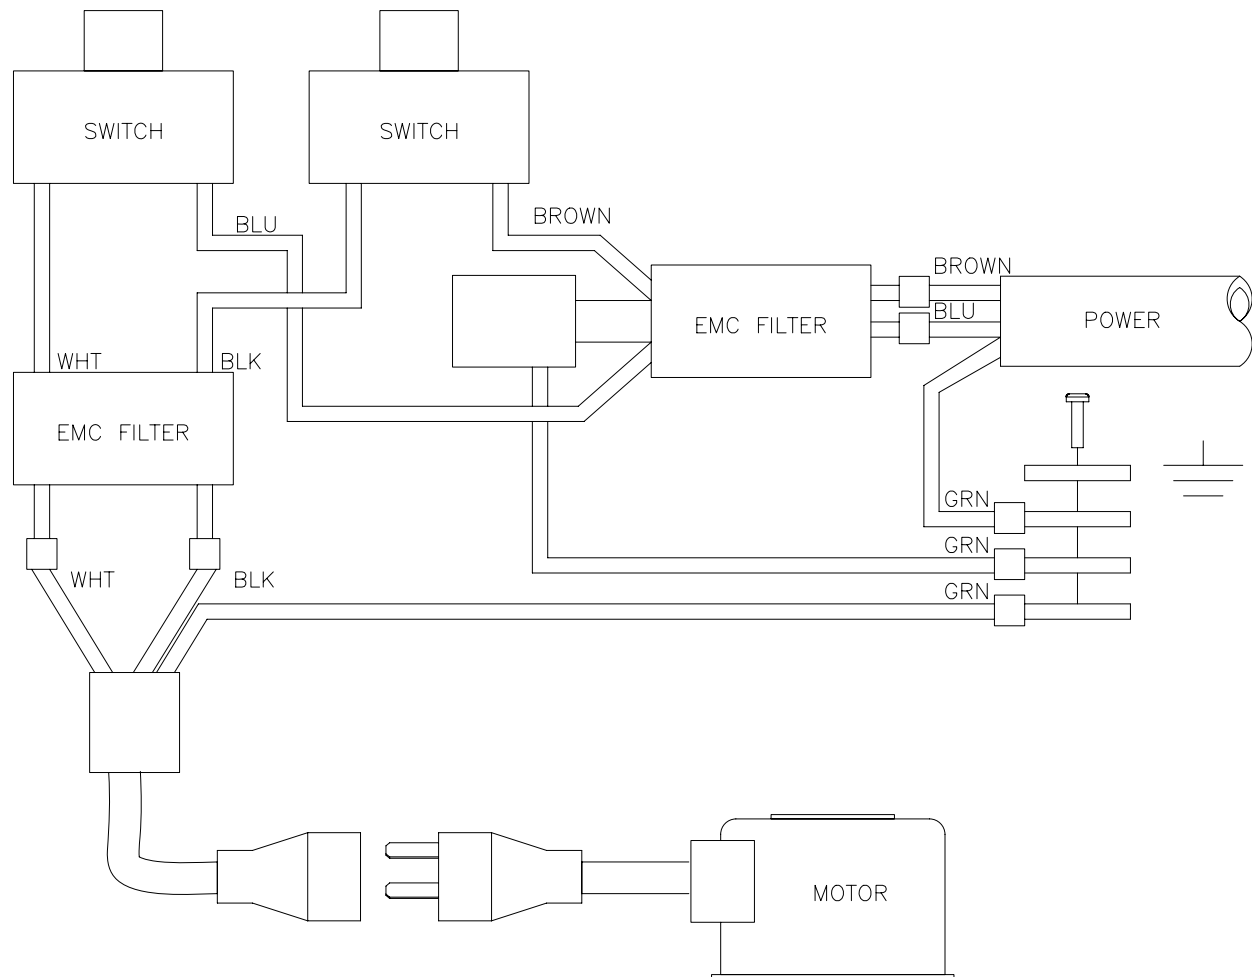 SWITCH
SWITCH
BLU
BROWN
BROWN
BLU
EMC FILTER
POWER
WHT
BLK
EMC FILTER
GRN
GRN
WHT
BLK
GRN
MOTOR